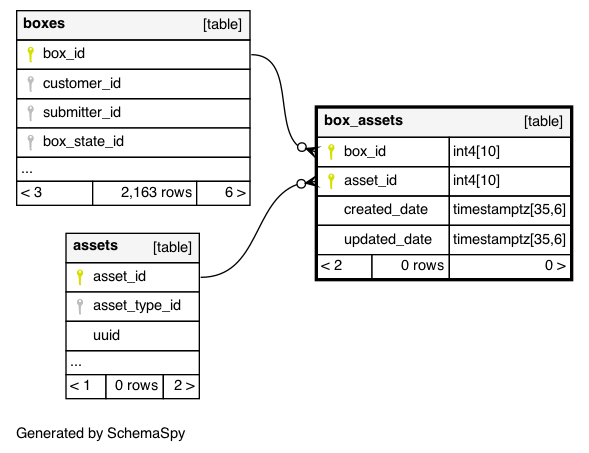 boxes [table]
box_id
customer_id
submitter_id
box_state_id
...
< 3 2,163 rows 6 >
box_assets [table]
box_id int4[10]
asset_id int4[10]
created_date timestamptz[35,6]
updated_date timestamptz[35,6]
< 2 0 rows 0 >
assets [table]
asset_id
asset_type_id
uuid
...
< 1 0 rows 2 >
Generated by SchemaSpy